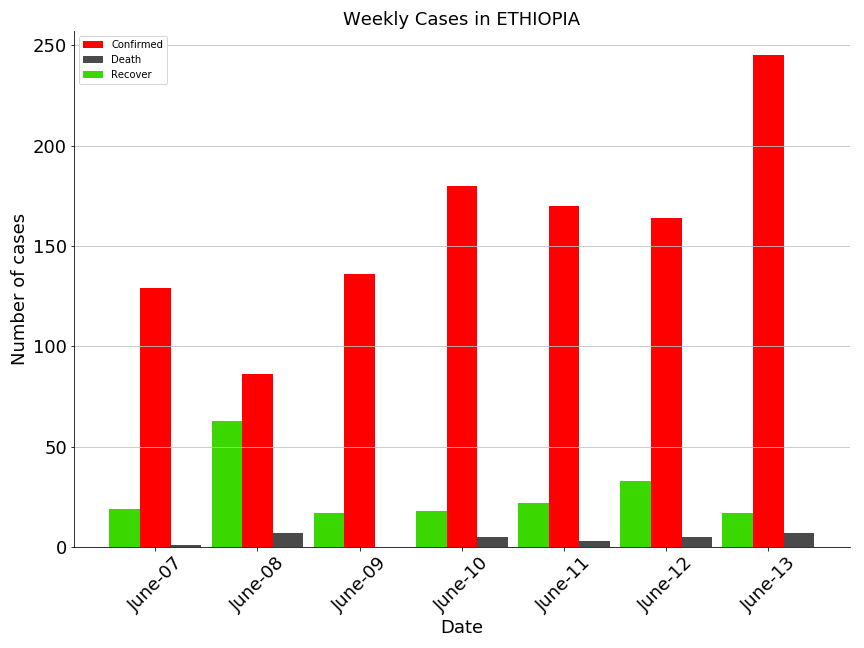 Weekly Cases in ETHIOPIA
Confirmed
Death
Recover
Number of cases
250
200
150
100
50
0
June-07
June-08
June-09
June-10
June-11
June-12
June-13
Date